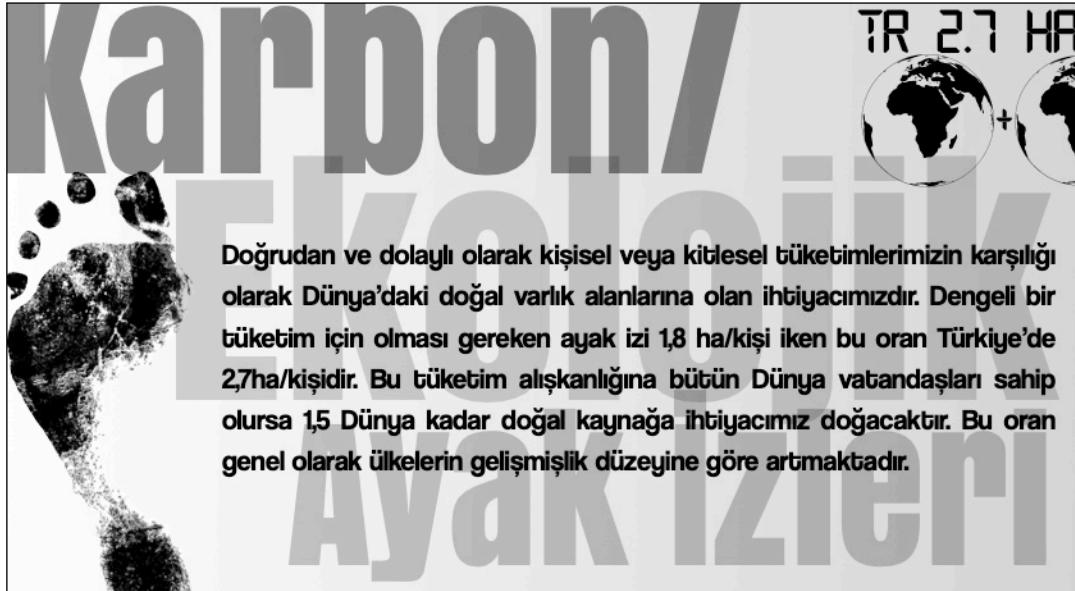 Karbon/
TR 2.7 HA
+
Ekolojik
Doğrudan ve dolaylı olarak kişisel veya kitlesel tüketimlerimizin karşılığı
olarak Dünya'daki doğal varlık alanlarına olan ihtiyacımızdır. Dengeli bir
tüketim için olması gereken ayak izi 1,8 ha/kişi iken bu oran Türkiye'de
2,7ha/kişidir. Bu tüketim alışkanlığına bütün Dünya vatandaşları sahip
olursa 1,5 Dünya kadar doğal kaynağa ihtiyacımız doğacaktır. Bu oran
genel olarak ülkelerin gelişmişlik düzeyine göre artmaktadır.
Ayak izleri